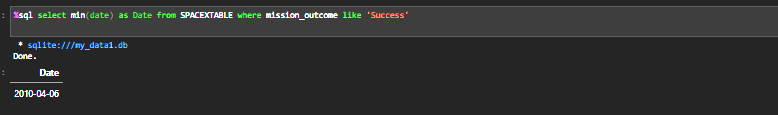 : %sql select min(date) as Date from SPACEXTABLE where mission_outcome like 'Success'
* sqlite:///my_data1.db
Done.
: Date
2010-04-06